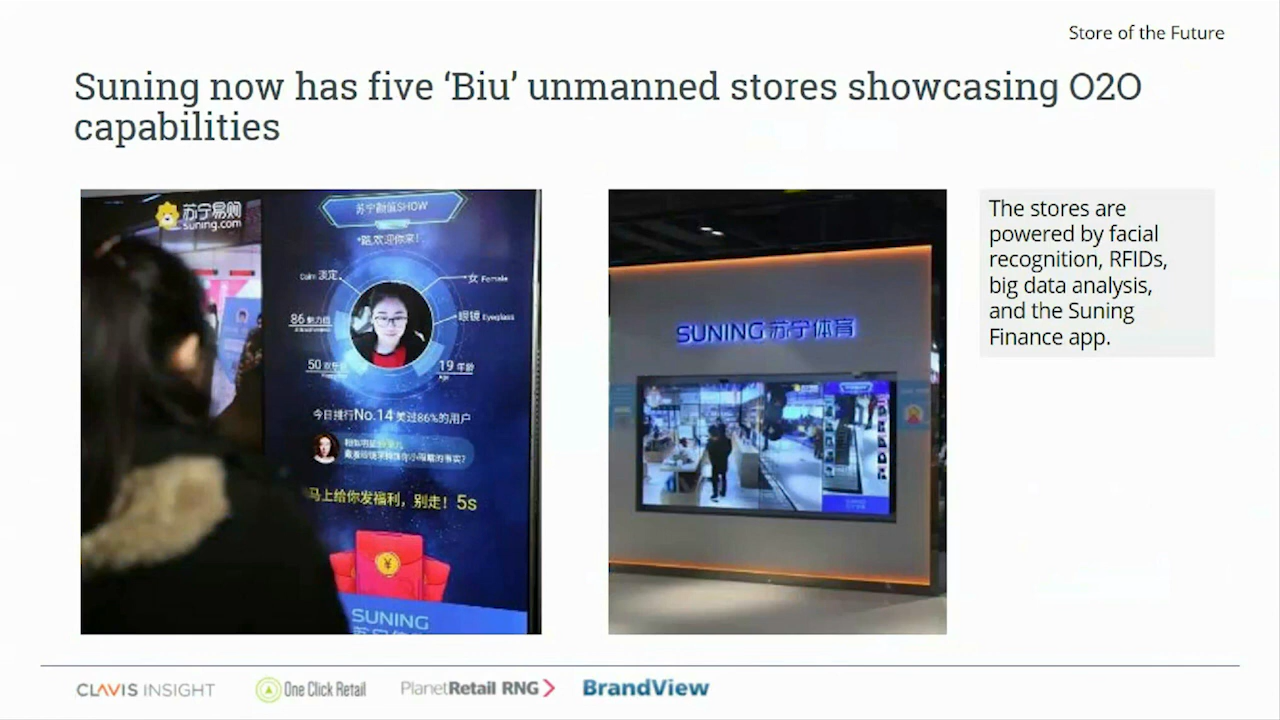 Store of the Future
Suning now has five ‘Biu’ unmanned stores showcasing O2O
capabilities
苏宁易购
suning.com
苏宁颜值SHOW
欢迎你来!
Calm 淡定
女 Female
86 魅力值
眼镜 Eyeglass
50
19 年龄
今日排行No.14 美过86%的用户
马上给你发福利，别走！5s
¥
SUNING
SUNING 苏宁体育
The stores are
powered by facial
recognition, RFIDs,
big data analysis,
and the Suning
Finance app.
CLAVIS INSIGHT
One Click Retail
PlanetRetail RNG
BrandView